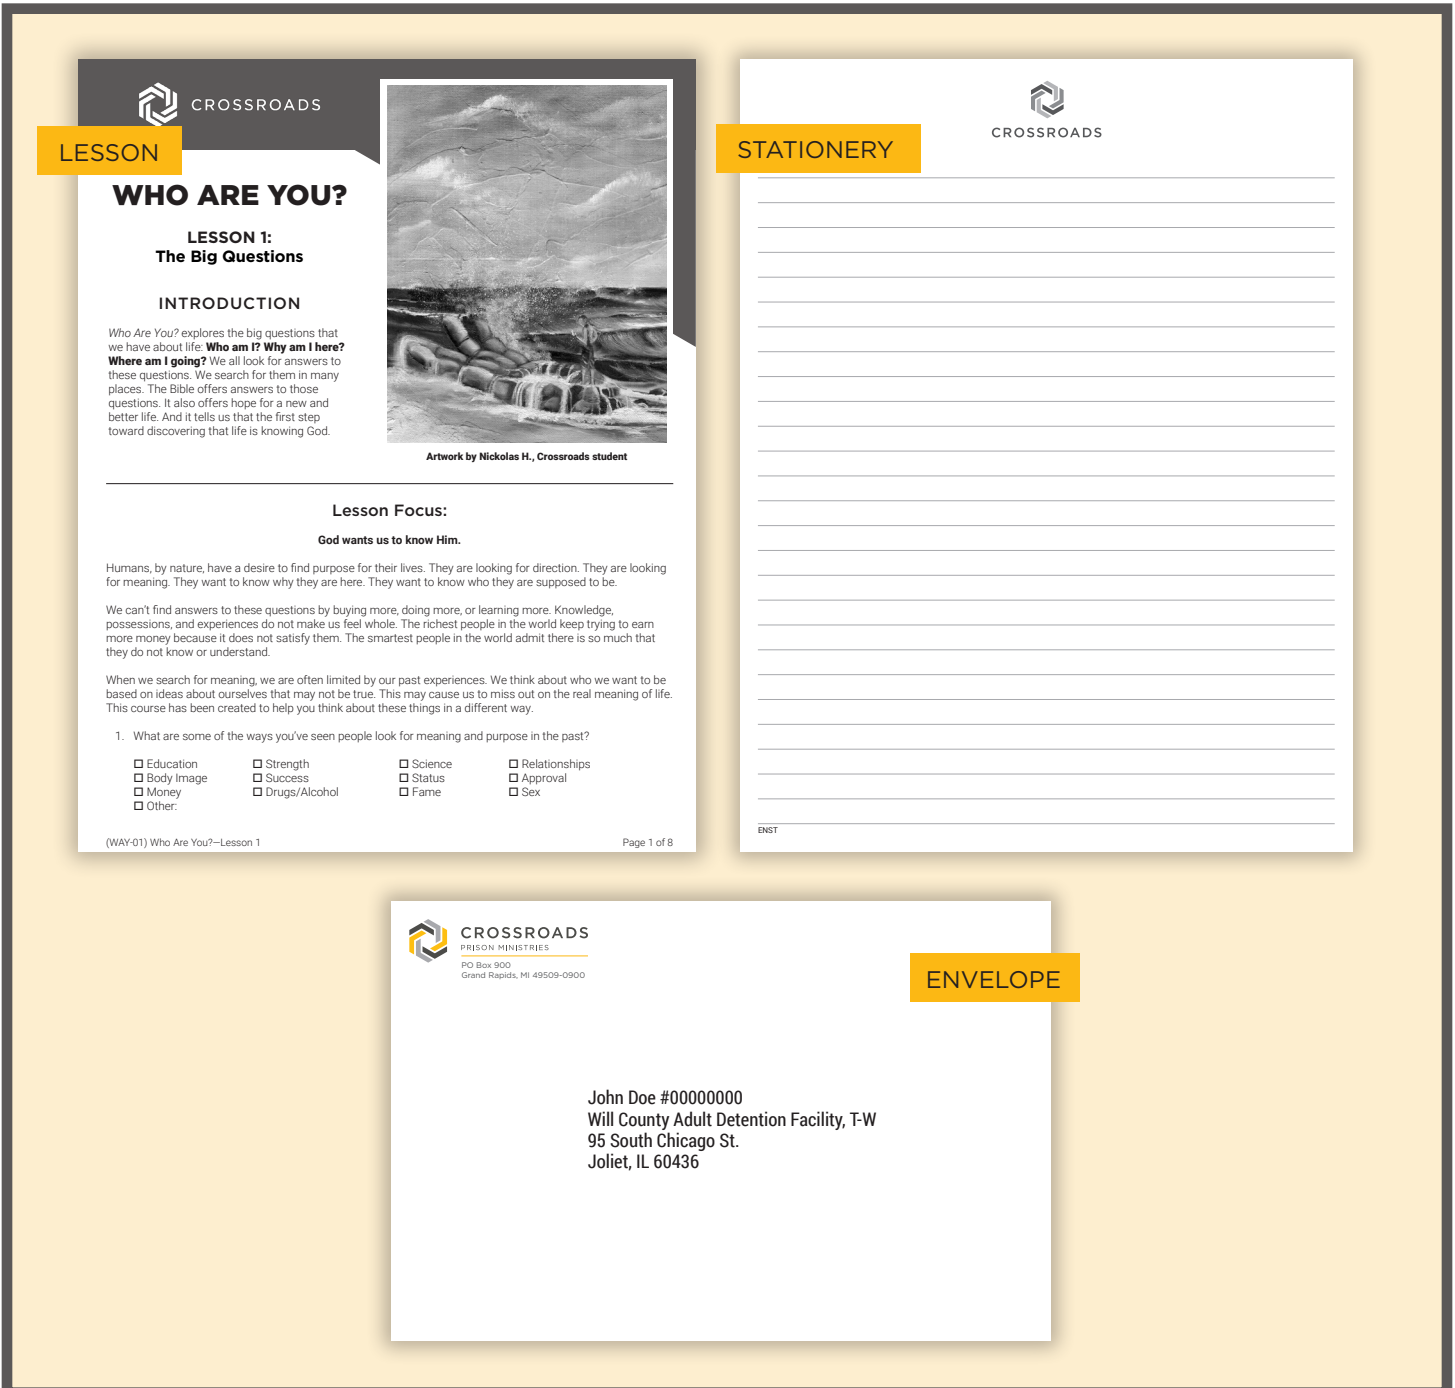 CROSSROADS
LESSON
WHO ARE YOU?
LESSON 1:
The Big Questions
INTRODUCTION
Who Are You? explores the big questions that
we have about life: Who am I? Why am I here?
Where am I going? We all look for answers to
these questions. We search for them in many
places. The Bible offers answers to those
questions. It also offers hope for a new and
better life. And it tells us that the first step
toward discovering that life is knowing God.
Artwork by Nickolas H., Crossroads student
Lesson Focus:
God wants us to know Him.
Humans, by nature, have a desire to find purpose for their lives. They are looking for direction. They are looking
for meaning. They want to know why they are here. They want to know who they are supposed to be.
We can't find answers to these questions by buying more, doing more, or learning more. Knowledge,
possessions, and experiences do not make us feel whole. The richest people in the world keep trying to earn
more money because it does not satisfy them. The smartest people in the world admit there is so much that
they do not know or understand.
When we search for meaning, we are often limited by our past experiences. We think about who we want to be
based on ideas about ourselves that may not be true. This may cause us to miss out on the real meaning of life.
This course has been created to help you think about these things in a different way.
1. What are some of the ways you've seen people look for meaning and purpose in the past?
☐ Education ☐ Strength ☐ Science ☐ Relationships
☐ Body Image ☐ Success ☐ Status ☐ Approval
☐ Money ☐ Drugs/Alcohol ☐ Fame ☐ Sex
☐ Other:
(WAY-01) Who Are You?—Lesson 1 Page 1 of 8
CROSSROADS
STATIONERY
ENST
CROSSROADS
PRISON MINISTRIES
PO Box 900
Grand Rapids, MI 49509-0900
ENVELOPE
John Doe #00000000
Will County Adult Detention Facility, T-W
95 South Chicago St.
Joliet, IL 60436